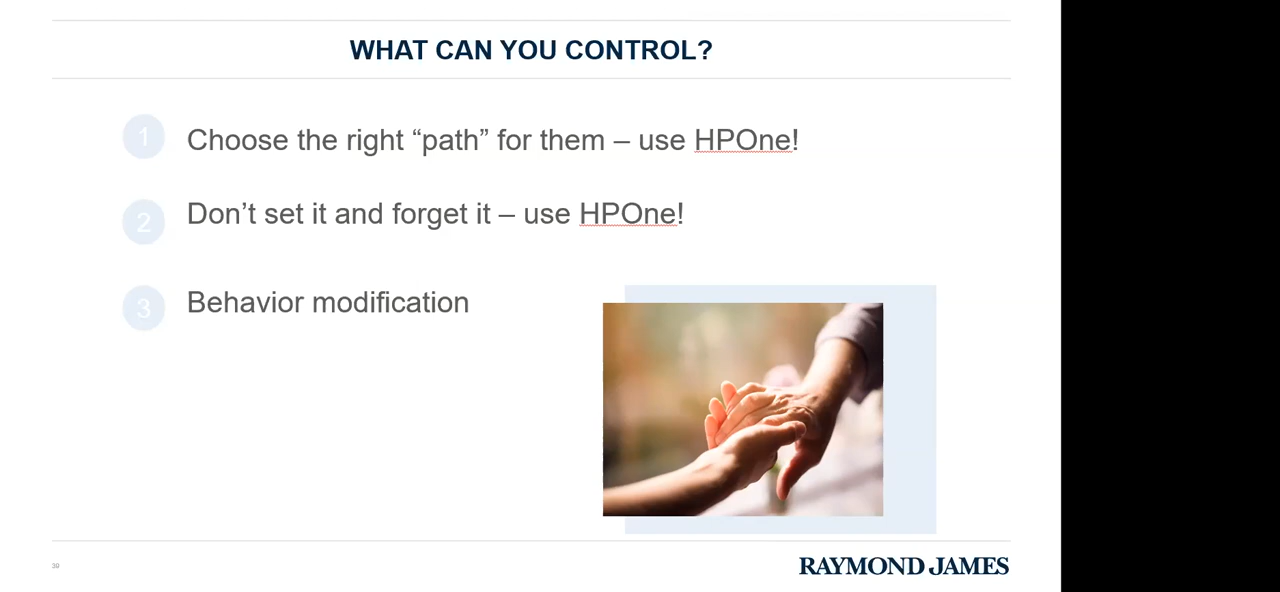 WHAT CAN YOU CONTROL?
1 Choose the right “path” for them – use HPOne!
2 Don’t set it and forget it – use HPOne!
3 Behavior modification
39 RAYMOND JAMES